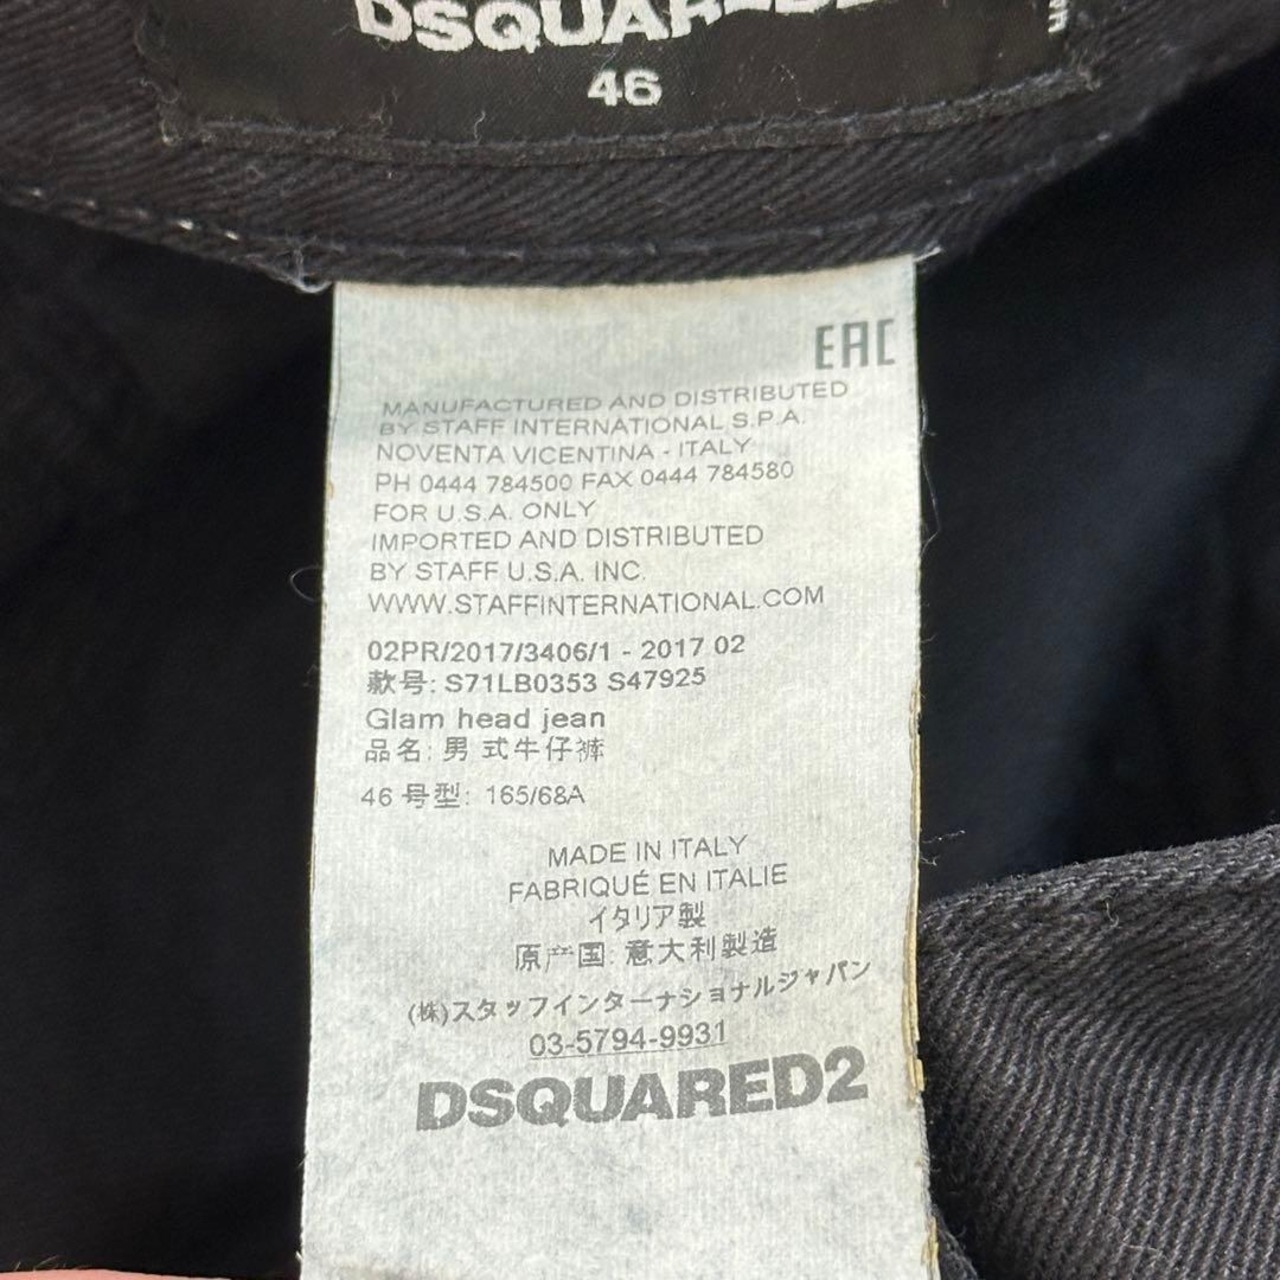 DSQUARED2
46
EAC
MANUFACTURED AND DISTRIBUTED
BY STAFF INTERNATIONAL S.P.A.
NOVENTA VICENTINA - ITALY
PH 0444 784500 FAX 0444 784580
FOR U.S.A. ONLY
IMPORTED AND DISTRIBUTED
BY STAFF U.S.A. INC.
WWW.STAFFINTERNATIONAL.COM
02PR/2017/3406/1 - 2017 02
款号: S71LB0353 S47925
Glam head jean
品名: 男式牛仔裤
46 号型: 165/68A
MADE IN ITALY
FABRIQUÉ EN ITALIE
イタリア製
原产国: 意大利製造
(株)スタッフインターナショナルジャパン
03-5794-9931
DSQUARED2